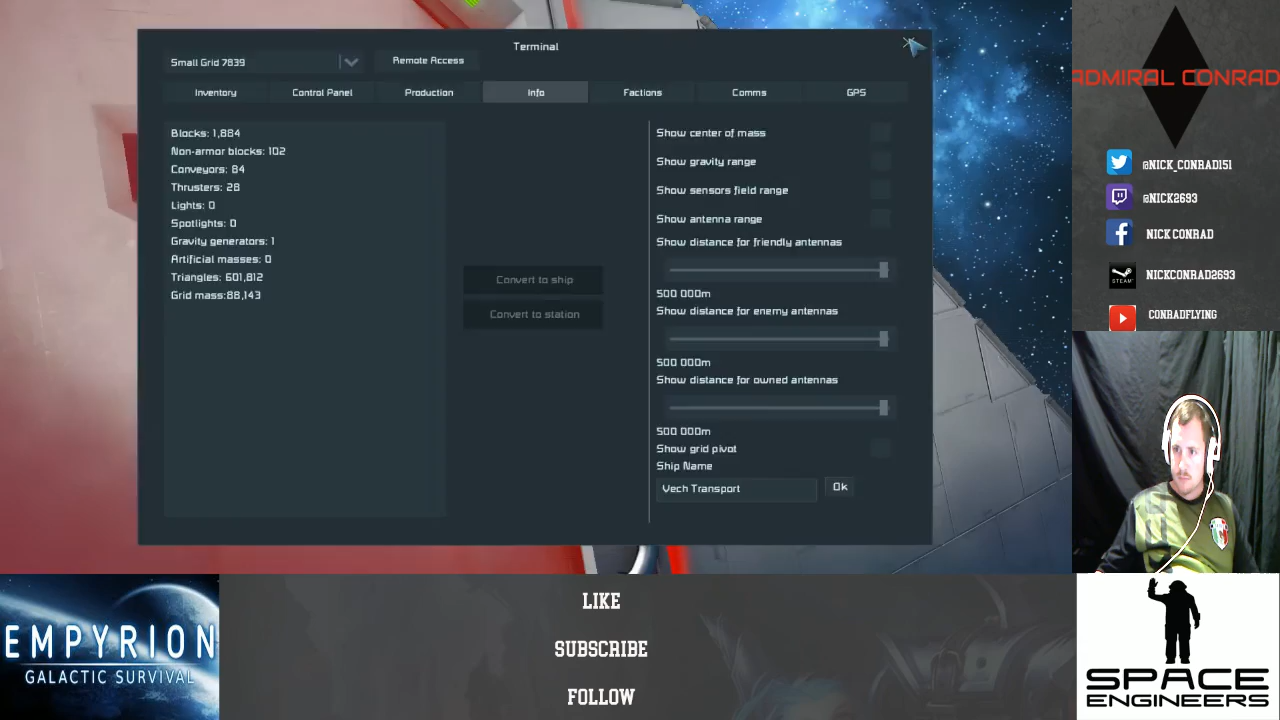 Terminal
Small Grid 7839
Remote Access
Inventory
Control Panel
Production
Info
Factions
Comms
GPS
Blocks: 1,884
Non-armor blocks: 102
Conveyors: 84
Thrusters: 28
Lights: 0
Spotlights: 0
Gravity generators: 1
Artificial masses: 0
Triangles: 601,812
Grid mass:88,143
Convert to ship
Convert to station
Show center of mass
Show gravity range
Show sensors field range
Show antenna range
Show distance for friendly antennas
500 000m
Show distance for enemy antennas
500 000m
Show distance for owned antennas
500 000m
Show grid pivot
Ship Name
Vech Transport
Ok
ADMIRAL CONRAD
@NICK_CONRAD151
@NICK2693
NICK CONRAD
STEAM
NICKCONRAD2693
CONRADFLYING
EMPYRION
GALACTIC SURVIVAL
LIKE
SUBSCRIBE
FOLLOW
SPACE
ENGINEERS